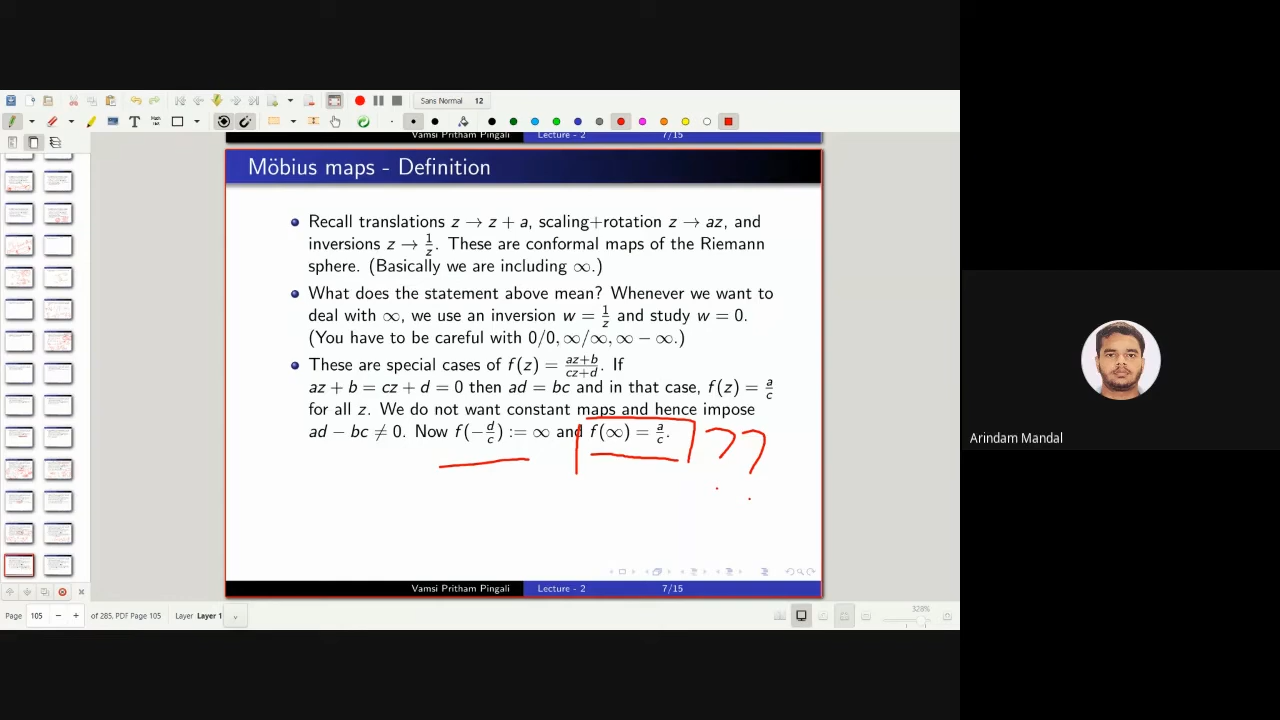 Sans Normal 12
Vamsi Pritham Pingali Lecture - 2 7/15
Möbius maps - Definition
Recall translations z → z + a, scaling+rotation z → az, and
inversions z → 1/z. These are conformal maps of the Riemann
sphere. (Basically we are including ∞.)
What does the statement above mean? Whenever we want to
deal with ∞, we use an inversion w = 1/z and study w = 0.
(You have to be careful with 0/0, ∞/∞, ∞ − ∞.)
These are special cases of f(z) = az+b/cz+d. If
az + b = cz + d = 0 then ad = bc and in that case, f(z) = a/c
for all z. We do not want constant maps and hence impose
ad − bc ≠ 0. Now f(−d/c) := ∞ and f(∞) = a/c.
??
Vamsi Pritham Pingali Lecture - 2 7/15
Page 105 − + of 285, PDF Page 105 Layer Layer 1 328%
Arindam Mandal